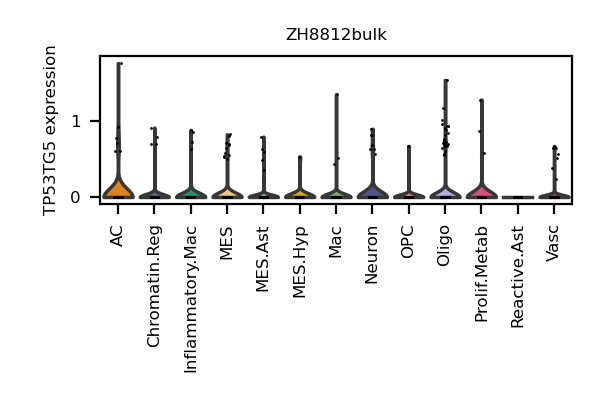 ZH8812bulk
TP53TG5 expression
1
0
AC
Chromatin.Reg
Inflammatory.Mac
MES
MES.Ast
MES.Hyp
Mac
Neuron
OPC
Oligo
Prolif.Metab
Reactive.Ast
Vasc